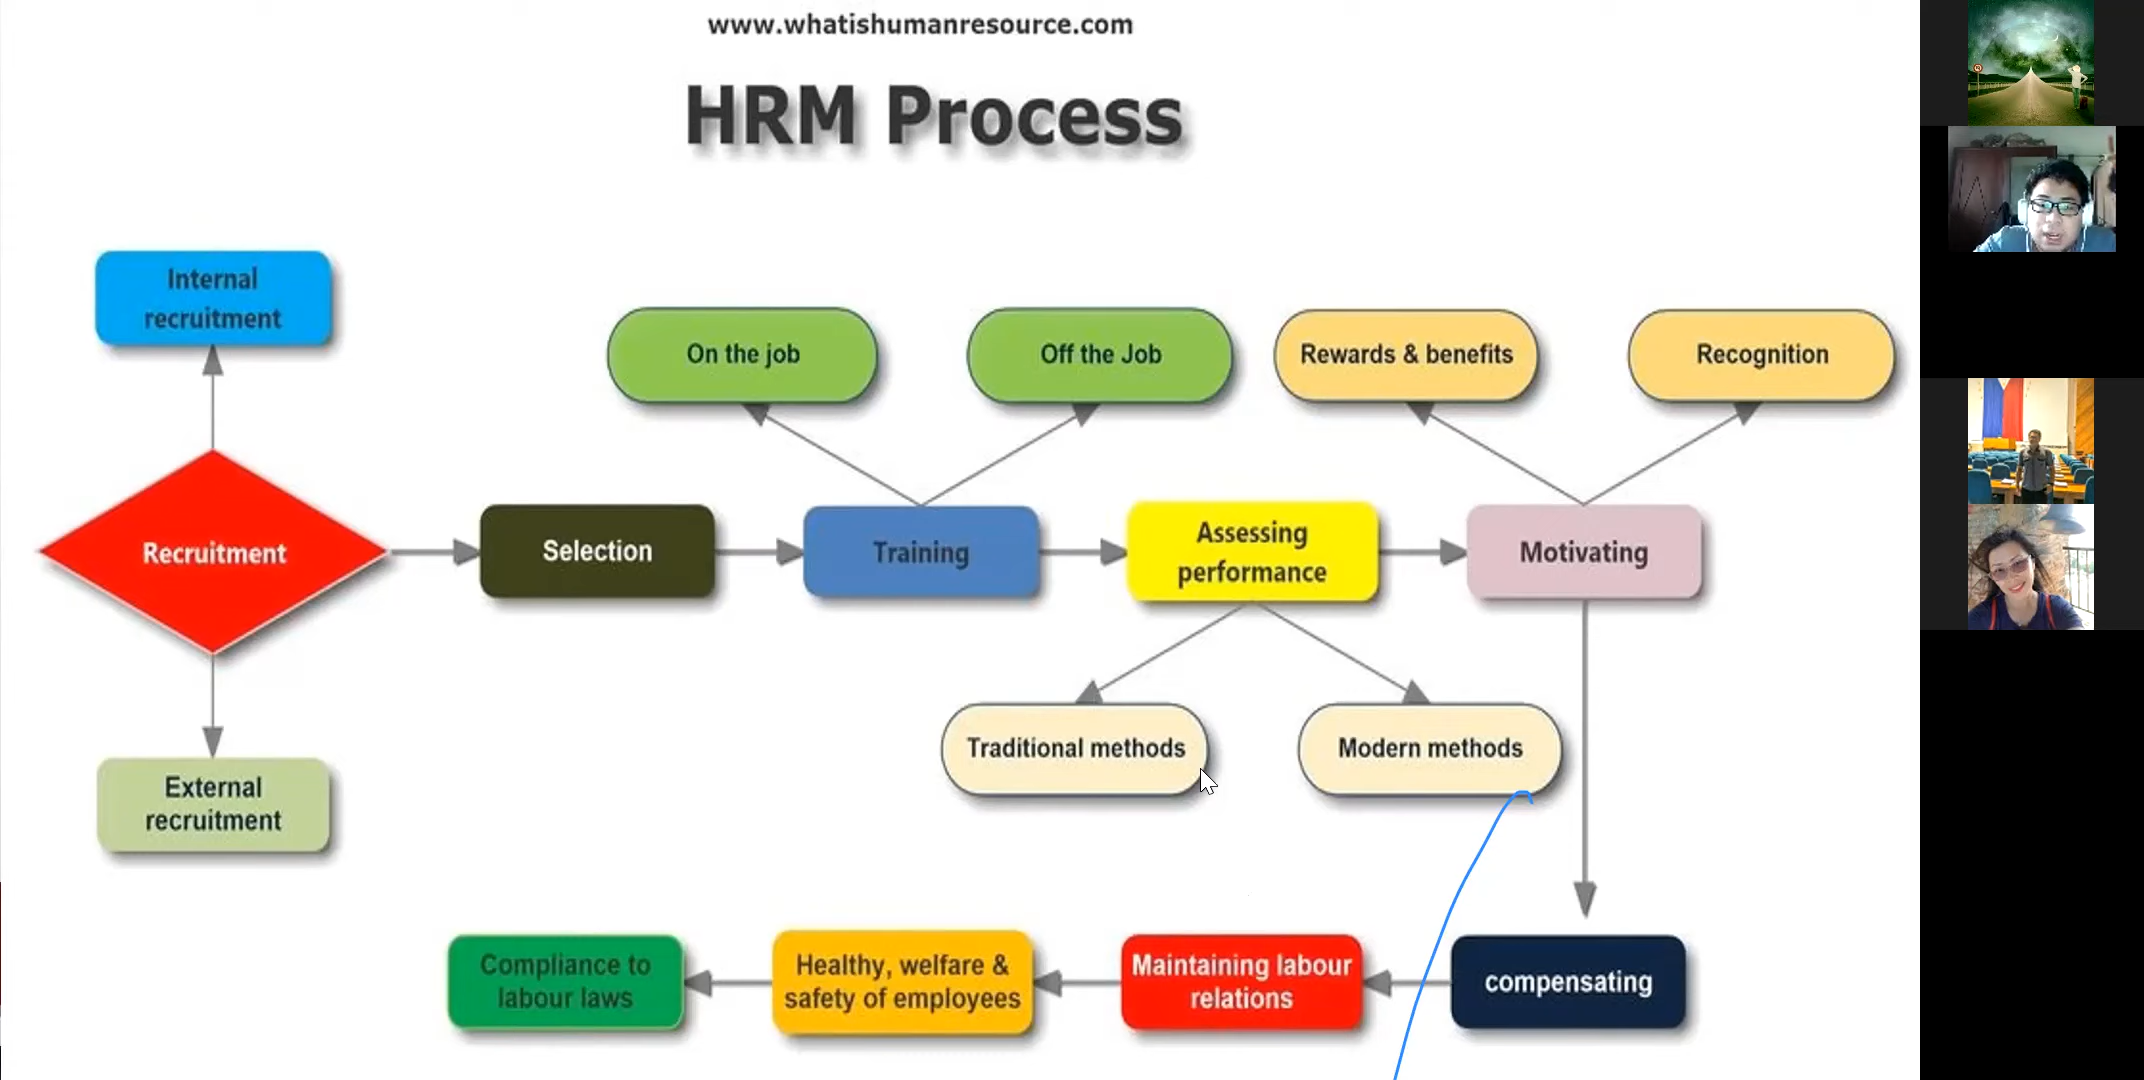 www.whatishumanresource.com
HRM Process
Internal
recruitment
On the job
Off the Job
Rewards & benefits
Recognition
Recruitment
Selection
Training
Assessing
performance
Motivating
Traditional methods
Modern methods
External
recruitment
Compliance to
labour laws
Healthy, welfare &
safety of employees
Maintaining labour
relations
compensating